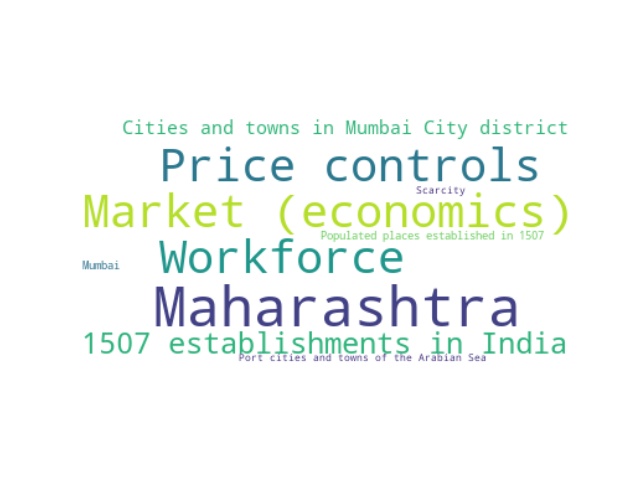 Cities and towns in Mumbai City district
Price controls
Scarcity
Market (economics)
Populated places established in 1507
Workforce
Mumbai
Maharashtra
1507 establishments in India
Port cities and towns of the Arabian Sea